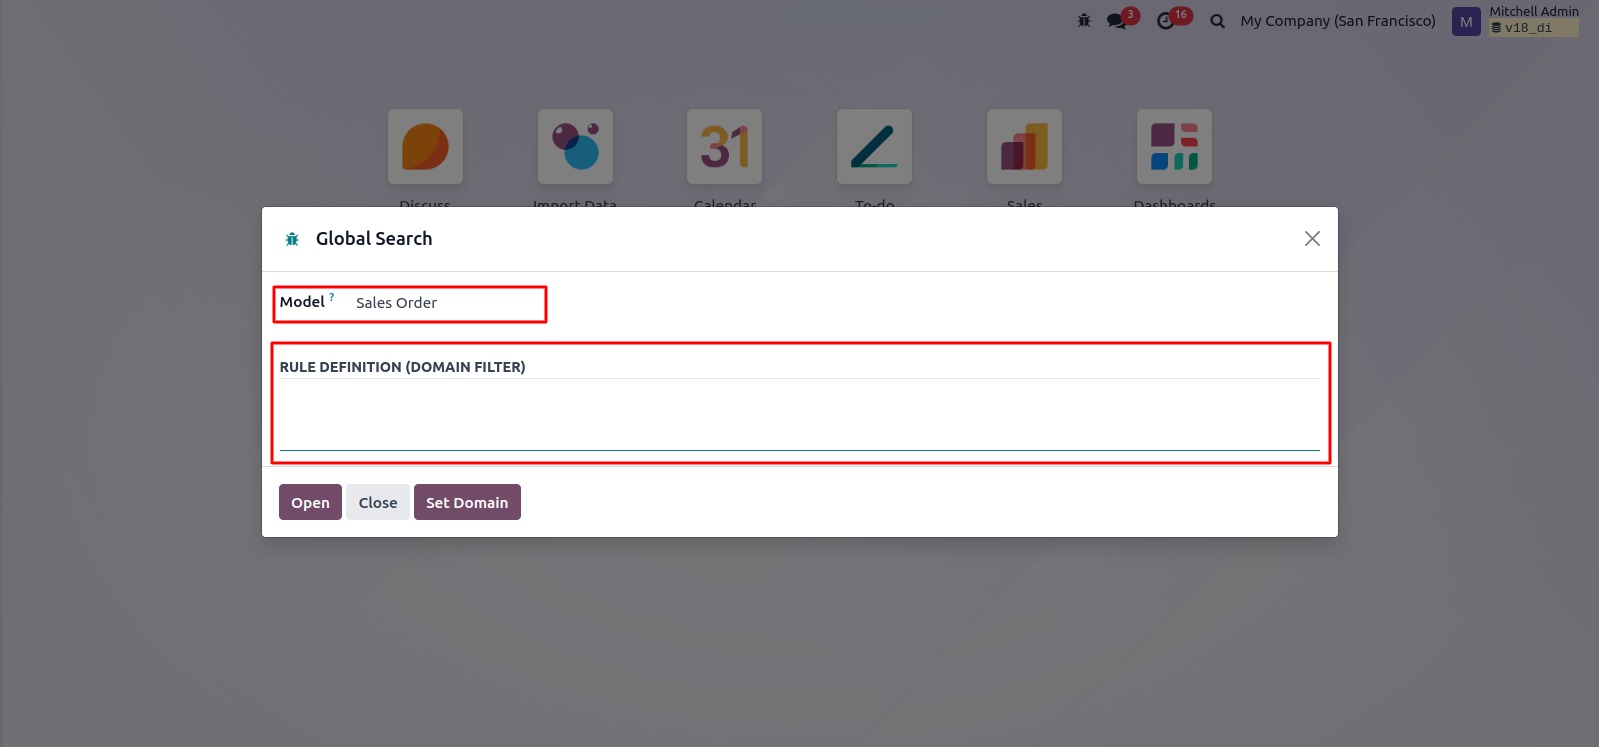 3
16
My Company (San Francisco)
M
Mitchell Admin
v18_di
31
Discuss
Import Data
Calendar
To-do
Sales
Dashboards
Global Search
Model ?
Sales Order
RULE DEFINITION (DOMAIN FILTER)
Open
Close
Set Domain